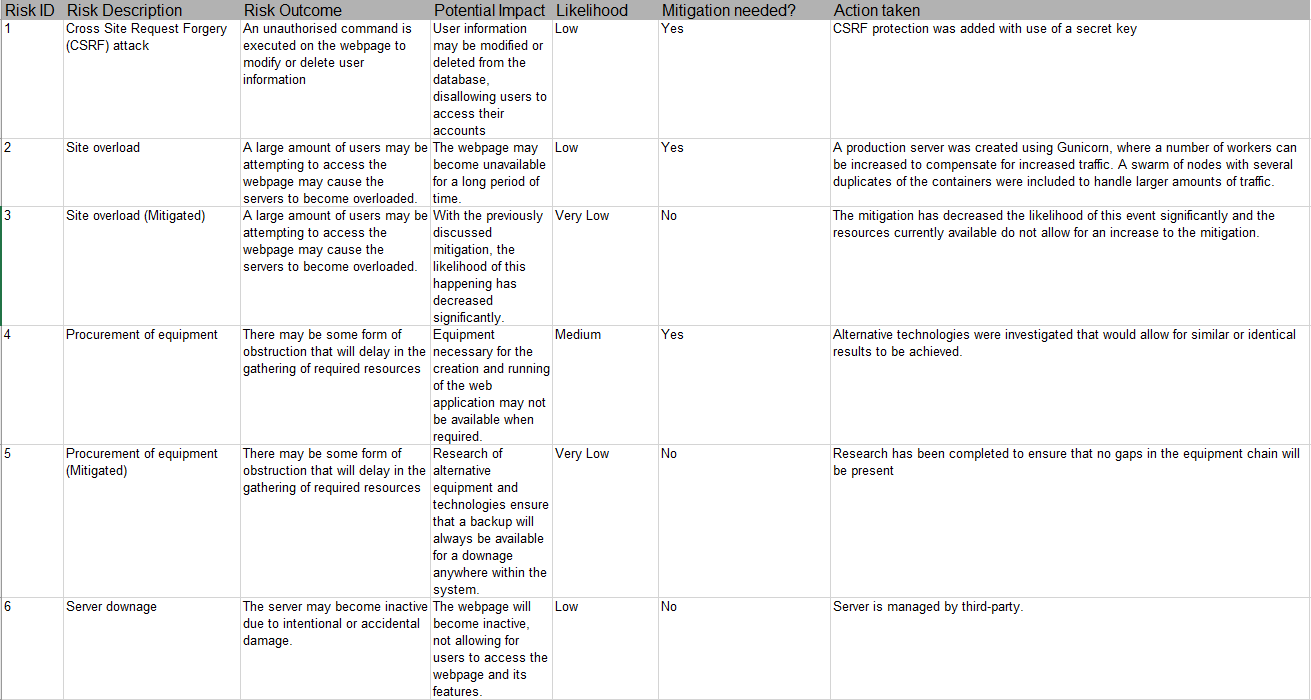 Risk ID Risk Description Risk Outcome Potential Impact Likelihood Mitigation needed? Action taken
1
Cross Site Request Forgery
(CSRF) attack
An unauthorised command is
executed on the webpage to
modify or delete user
information
User information
may be modified or
deleted from the
database,
disallowing users to
access their
accounts
Low
Yes
CSRF protection was added with use of a secret key
2
Site overload
A large amount of users may be
attempting to access the
webpage may cause the
servers to become overloaded.
The webpage may
become unavailable
for a long period of
time.
Low
Yes
A production server was created using Gunicorn, where a number of workers can
be increased to compensate for increased traffic. A swarm of nodes with several
duplicates of the containers were included to handle larger amounts of traffic.
3
Site overload (Mitigated)
A large amount of users may be
attempting to access the
webpage may cause the
servers to become overloaded.
With the previously
discussed
mitigation, the
likelihood of this
happening has
decreased
significantly.
Very Low
No
The mitigation has decreased the likelihood of this event significantly and the
resources currently available do not allow for an increase to the mitigation.
4
Procurement of equipment
There may be some form of
obstruction that will delay in the
gathering of required resources
Equipment
necessary for the
creation and running
of the web
application may not
be available when
required.
Medium
Yes
Alternative technologies were investigated that would allow for similar or identical
results to be achieved.
5
Procurement of equipment
(Mitigated)
There may be some form of
obstruction that will delay in the
gathering of required resources
Research of
alternative
equipment and
technologies ensure
that a backup will
always be available
for a downage
anywhere within the
system.
Very Low
No
Research has been completed to ensure that no gaps in the equipment chain will
be present
6
Server downage
The server may become inactive
due to intentional or accidental
damage.
The webpage will
become inactive,
not allowing for
users to access the
webpage and its
features.
Low
No
Server is managed by third-party.